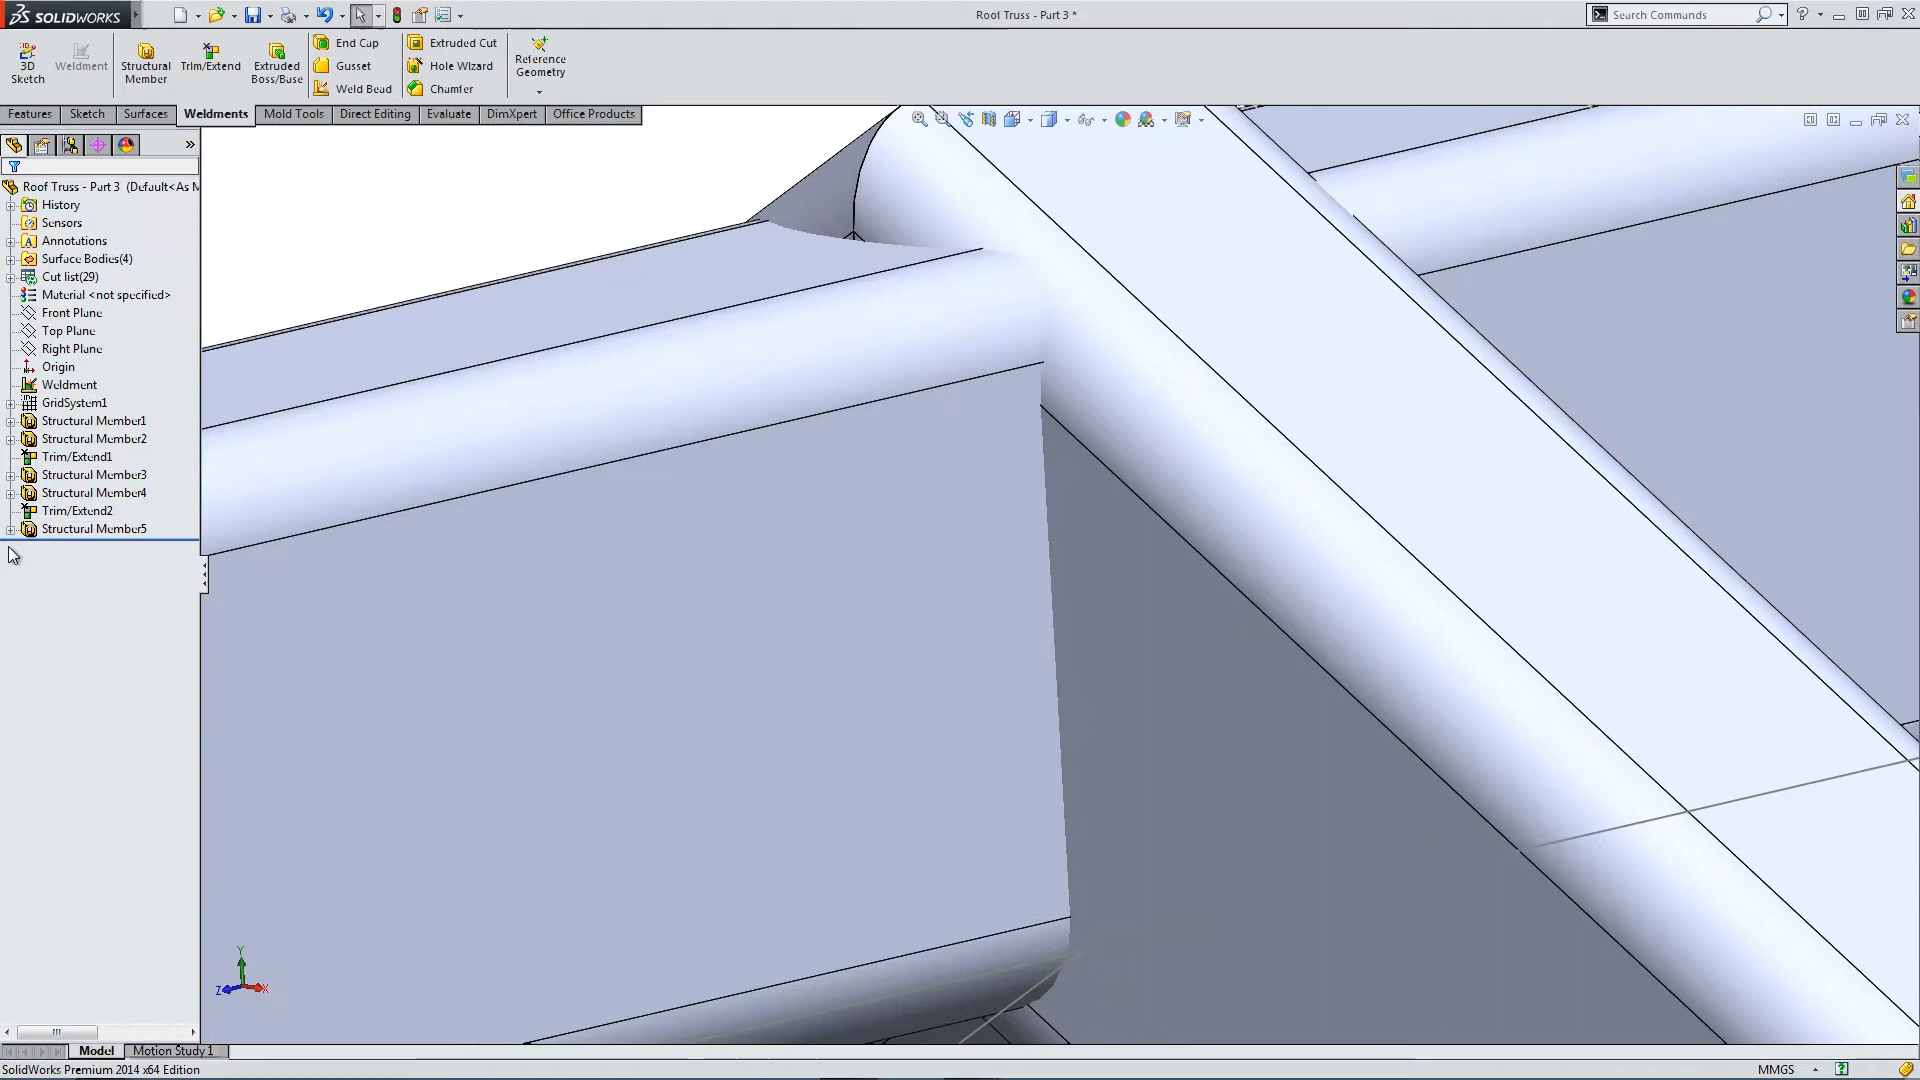 SOLIDWORKS
Roof Truss - Part 3 *
Search Commands
3D Sketch
Weldment
Structural Member
Trim/Extend
Extruded Boss/Base
End Cap
Gusset
Weld Bead
Extruded Cut
Hole Wizard
Chamfer
Reference Geometry
Features Sketch Surfaces Weldments Mold Tools Direct Editing Evaluate DimXpert Office Products
Roof Truss - Part 3 (Default<As M
History
Sensors
Annotations
Surface Bodies(4)
Cut list(29)
Material <not specified>
Front Plane
Top Plane
Right Plane
Origin
Weldment
GridSystem1
Structural Member1
Structural Member2
Trim/Extend1
Structural Member3
Structural Member4
Trim/Extend2
Structural Member5
Y
Z
X
Model Motion Study 1
SolidWorks Premium 2014 x64 Edition
MMGS